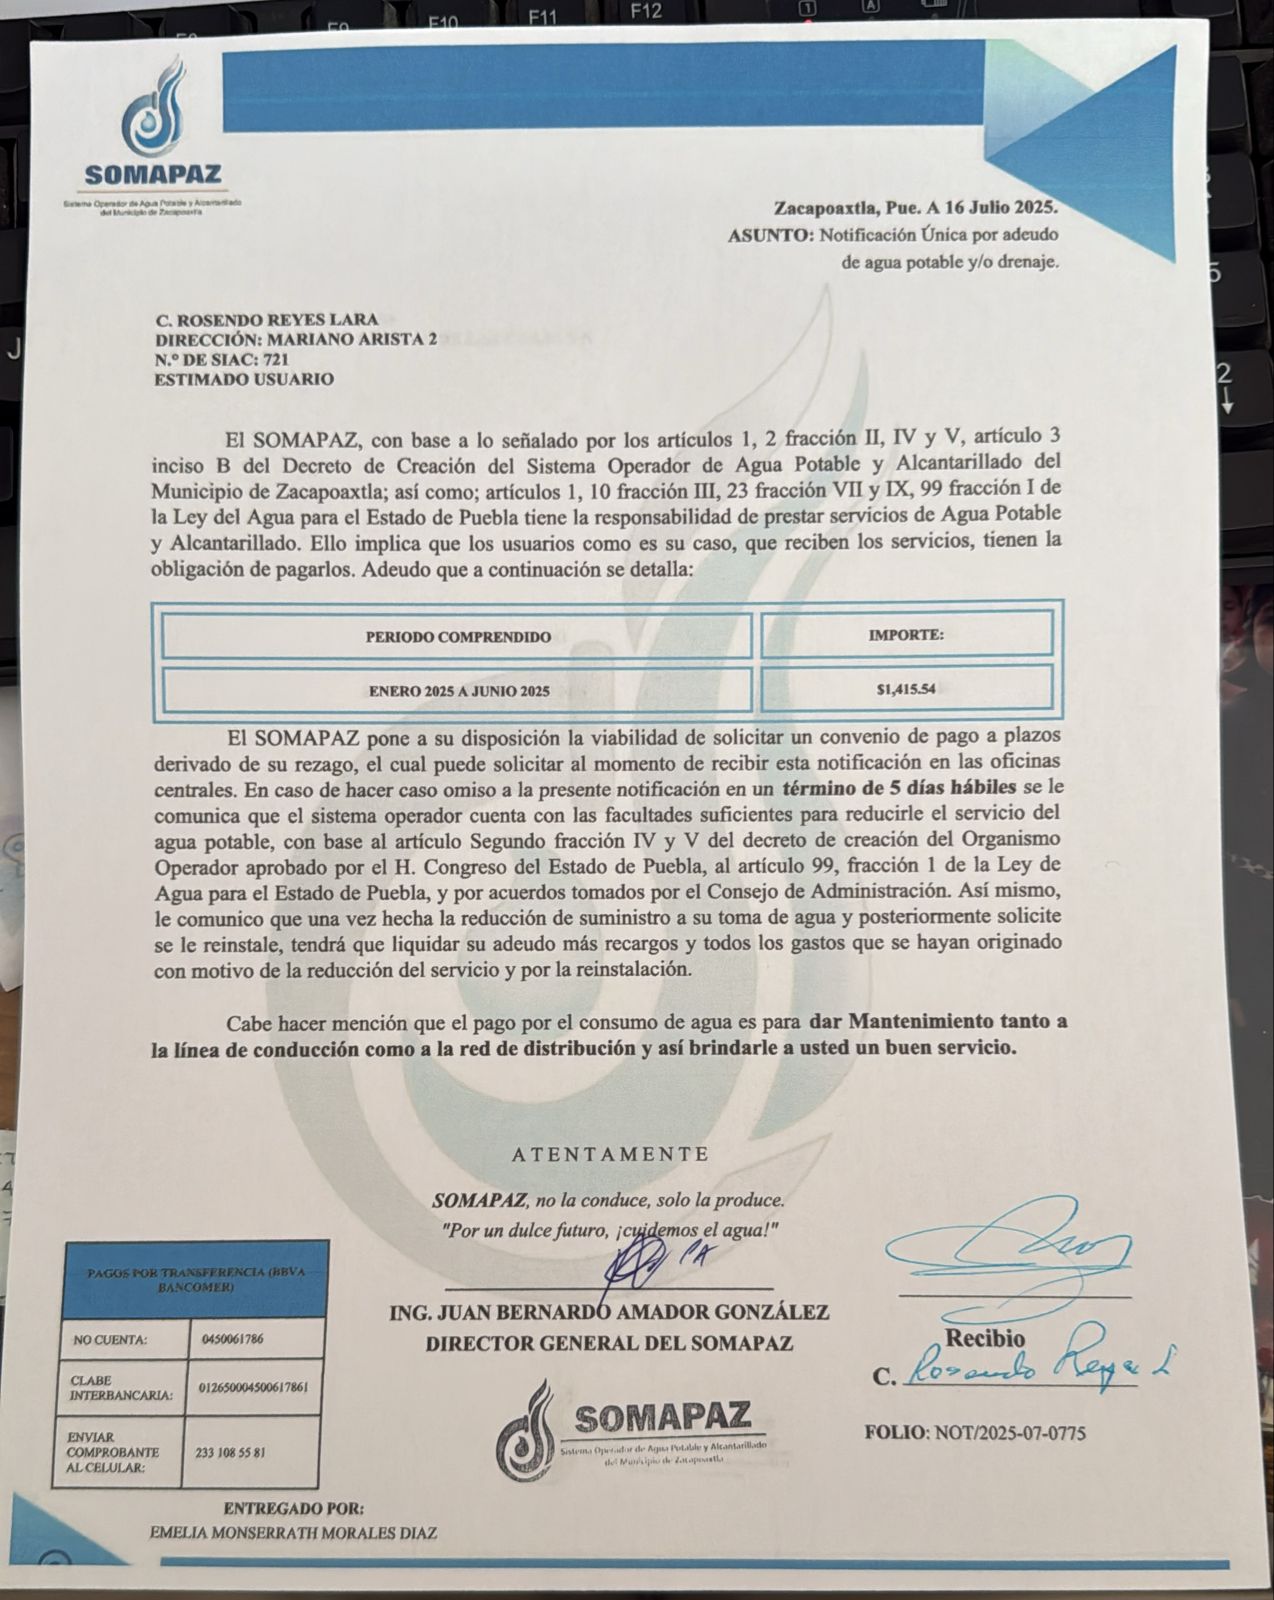 F9
F10
F11
F12
SOMAPAZ
Sistema Operador de Agua Potable y Alcantarillado
del Municipio de Zacapoaxtla
Zacapoaxtla, Pue. A 16 Julio 2025.
ASUNTO: Notificación Única por adeudo
de agua potable y/o drenaje.
C. ROSENDO REYES LARA
DIRECCIÓN: MARIANO ARISTA 2
N.º DE SIAC: 721
ESTIMADO USUARIO
El SOMAPAZ, con base a lo señalado por los artículos 1, 2 fracción II, IV y V, artículo 3
inciso B del Decreto de Creación del Sistema Operador de Agua Potable y Alcantarillado del
Municipio de Zacapoaxtla; así como; artículos 1, 10 fracción III, 23 fracción VII y IX, 99 fracción I de
la Ley del Agua para el Estado de Puebla tiene la responsabilidad de prestar servicios de Agua Potable
y Alcantarillado. Ello implica que los usuarios como es su caso, que reciben los servicios, tienen la
obligación de pagarlos. Adeudo que a continuación se detalla:
PERIODO COMPRENDIDO IMPORTE:
ENERO 2025 A JUNIO 2025 $1,415.54
El SOMAPAZ pone a su disposición la viabilidad de solicitar un convenio de pago a plazos
derivado de su rezago, el cual puede solicitar al momento de recibir esta notificación en las oficinas
centrales. En caso de hacer caso omiso a la presente notificación en un término de 5 días hábiles se le
comunica que el sistema operador cuenta con las facultades suficientes para reducirle el servicio del
agua potable, con base al artículo Segundo fracción IV y V del decreto de creación del Organismo
Operador aprobado por el H. Congreso del Estado de Puebla, al artículo 99, fracción 1 de la Ley de
Agua para el Estado de Puebla, y por acuerdos tomados por el Consejo de Administración. Así mismo,
le comunico que una vez hecha la reducción de suministro a su toma de agua y posteriormente solicite
se le reinstale, tendrá que liquidar su adeudo más recargos y todos los gastos que se hayan originado
con motivo de la reducción del servicio y por la reinstalación.
Cabe hacer mención que el pago por el consumo de agua es para dar Mantenimiento tanto a
la línea de conducción como a la red de distribución y así brindarle a usted un buen servicio.
ATENTAMENTE
SOMAPAZ, no la conduce, solo la produce.
"Por un dulce futuro, ¡cuidemos el agua!"
PA
ING. JUAN BERNARDO AMADOR GONZÁLEZ
DIRECTOR GENERAL DEL SOMAPAZ
SOMAPAZ
Sistema Operador de Agua Potable y Alcantarillado
del Municipio de Zacapoaxtla
Recibio
C. Rosendo Reyes L
FOLIO: NOT/2025-07-0775
PAGOS POR TRANSFERENCIA (BBVA
BANCOMER)
NO CUENTA: 0450061786
CLABE
INTERBANCARIA: 012650004500617861
ENVIAR
COMPROBANTE
AL CELULAR: 233 108 55 81
ENTREGADO POR:
EMELIA MONSERRATH MORALES DIAZ